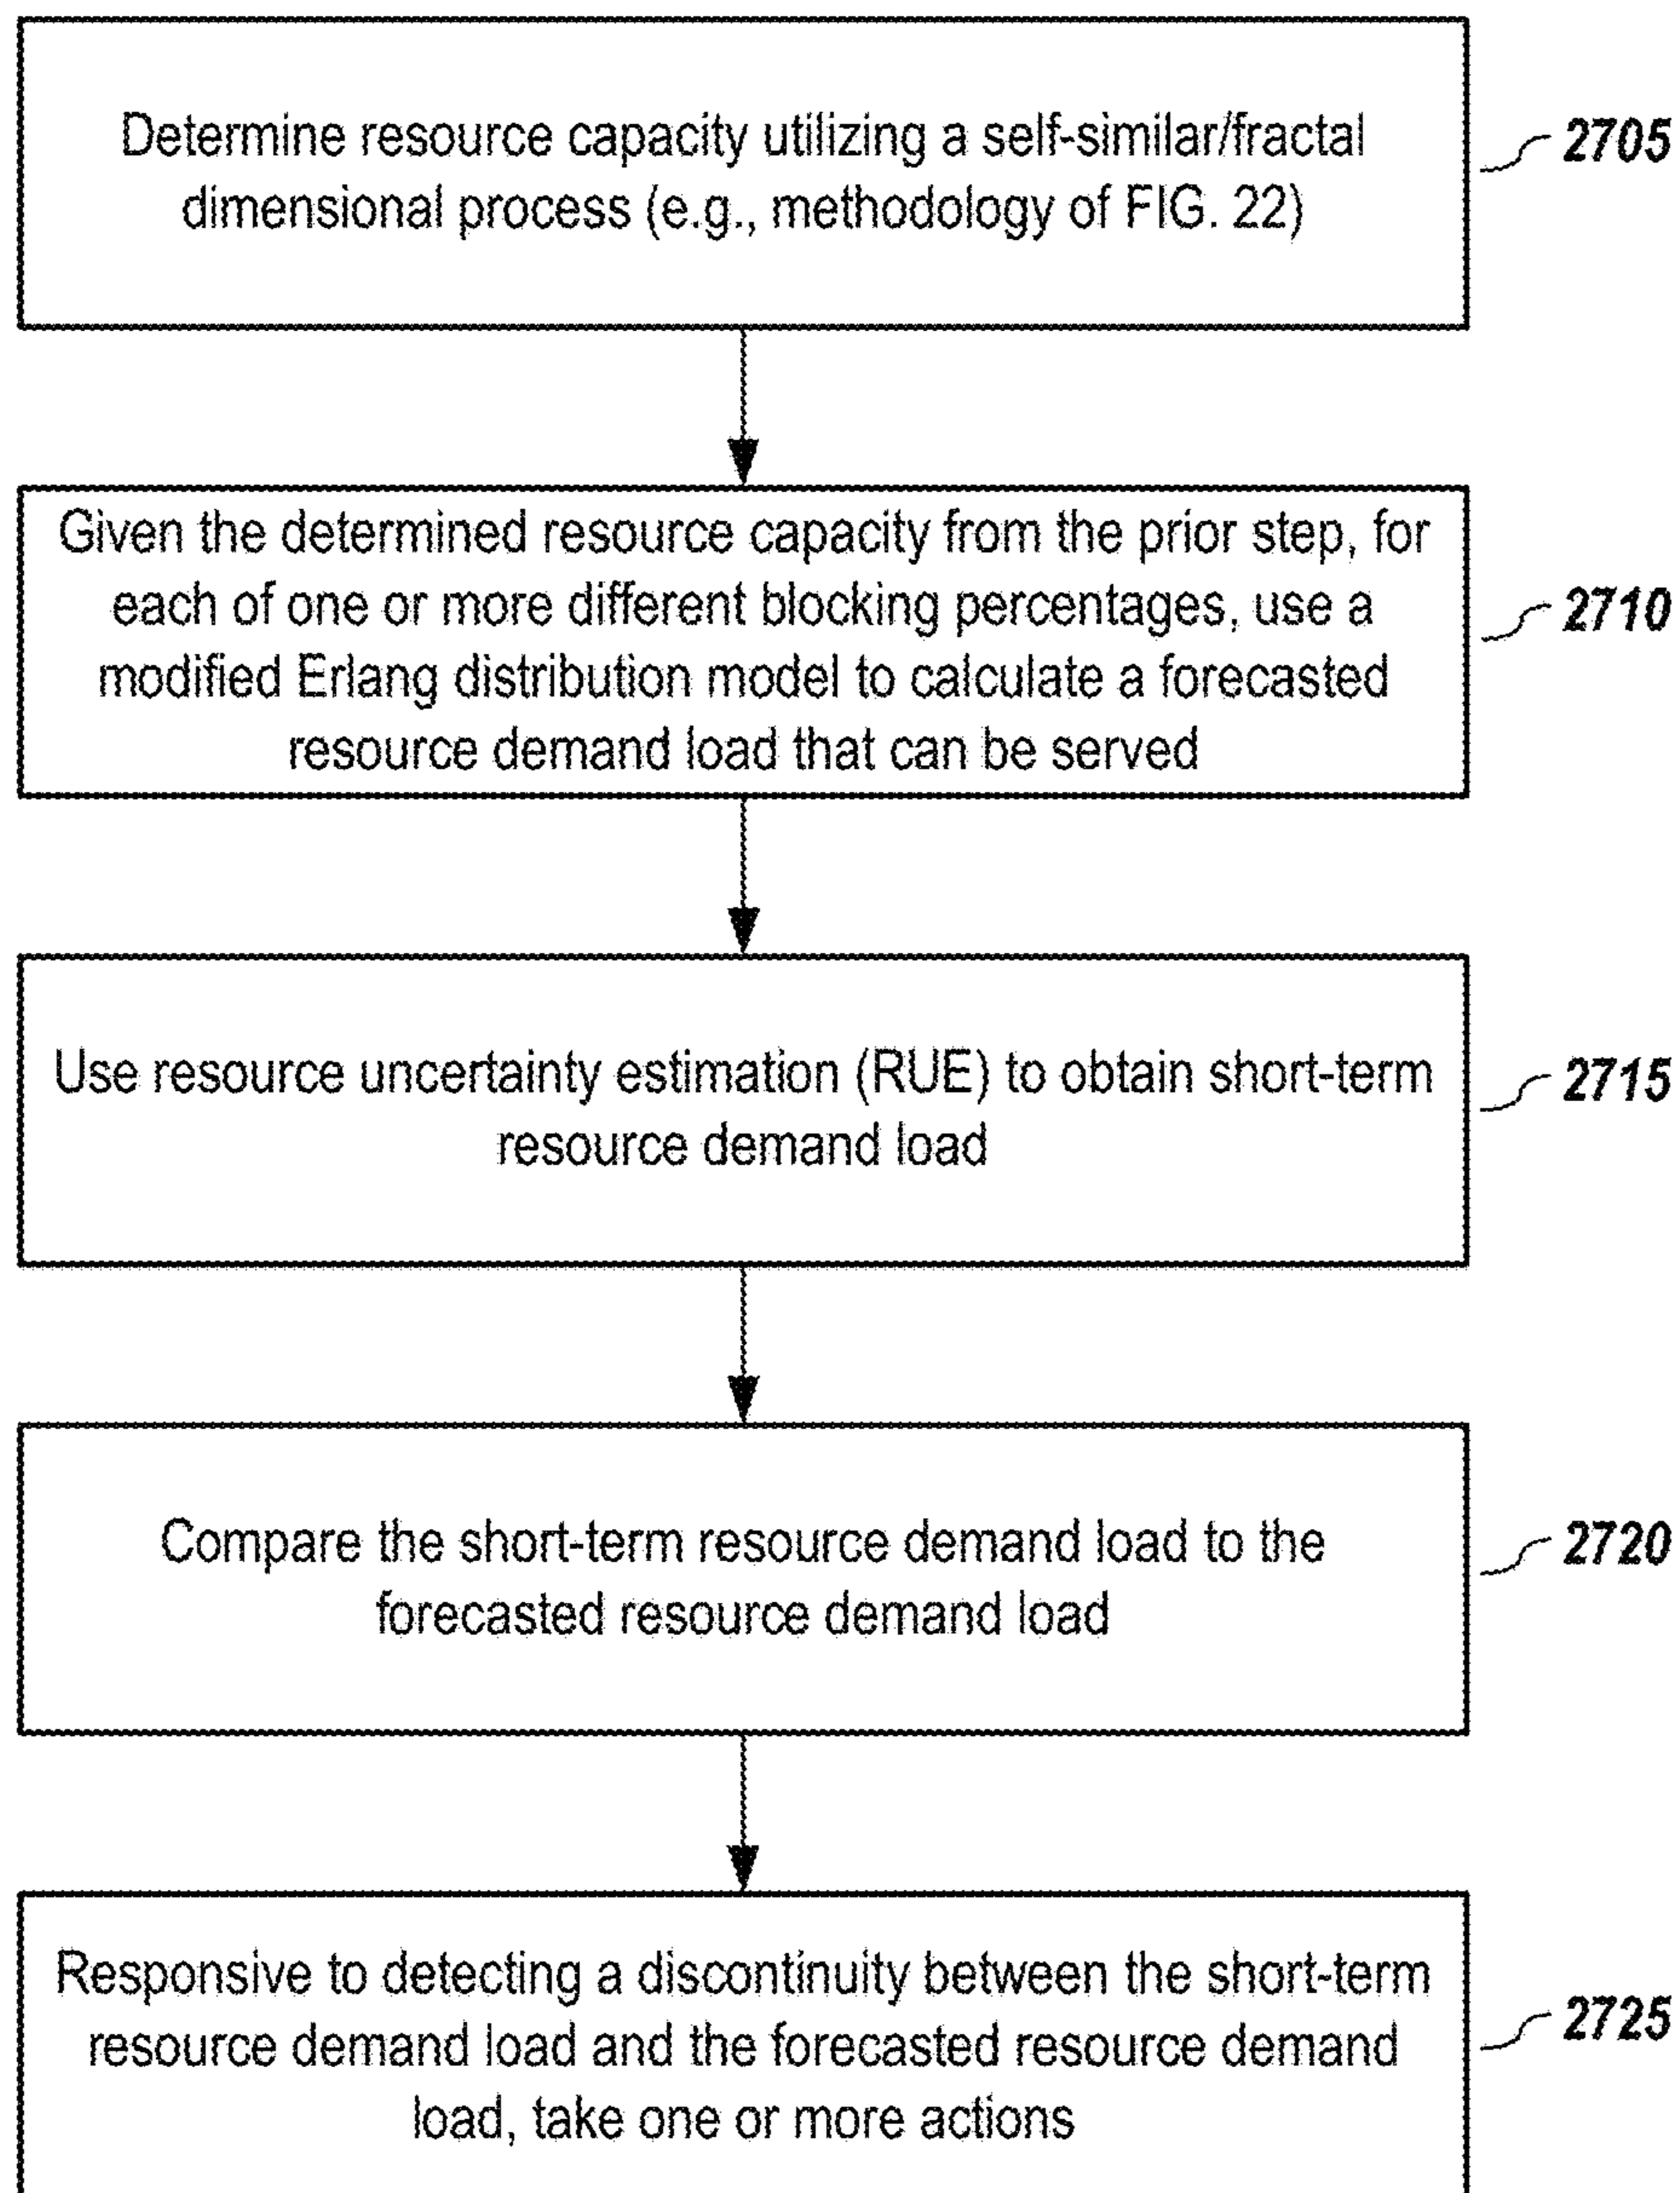 Determine resource capacity utilizing a self-similar/fractal
dimensional process (e.g., methodology of FIG. 22)
2705
Given the determined resource capacity from the prior step, for
each of one or more different blocking percentages, use a
modified Erlang distribution model to calculate a forecasted
resource demand load that can be served
2710
Use resource uncertainty estimation (RUE) to obtain short-term
resource demand load
2715
Compare the short-term resource demand load to the
forecasted resource demand load
2720
Responsive to detecting a discontinuity between the short-term
resource demand load and the forecasted resource demand
load, take one or more actions
2725